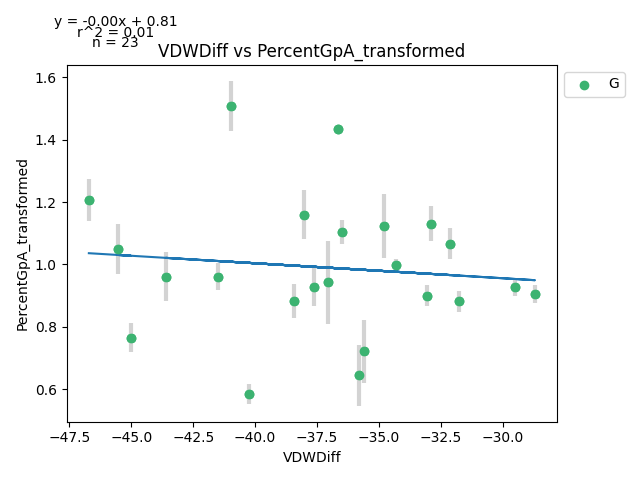 y = -0.00x + 0.81
r^2 = 0.01
n = 23
VDWDiff vs PercentGpA_transformed
G
PercentGpA_transformed
1.6
1.4
1.2
1.0
0.8
0.6
−47.5 −45.0 −42.5 −40.0 −37.5 −35.0 −32.5 −30.0
VDWDiff